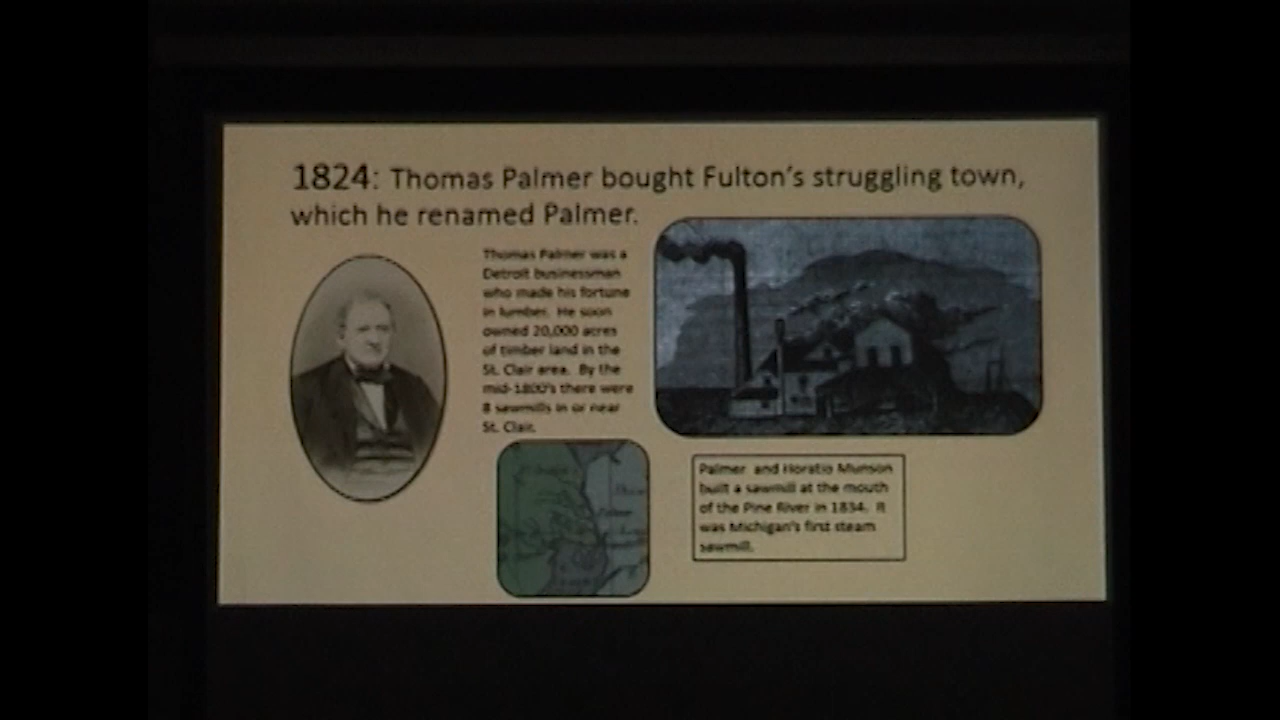 1824: Thomas Palmer bought Fulton's struggling town,
which he renamed Palmer.
Thomas Palmer was a
Detroit businessman
who made his fortune
in lumber. He soon
owned 20,000 acres
of timber land in the
St. Clair area. By the
mid-1800's there were
8 sawmills in or near
St. Clair.
Palmer and Horatio Munson
built a sawmill at the mouth
of the Pine River in 1834. It
was Michigan's first steam
sawmill.
Palmer